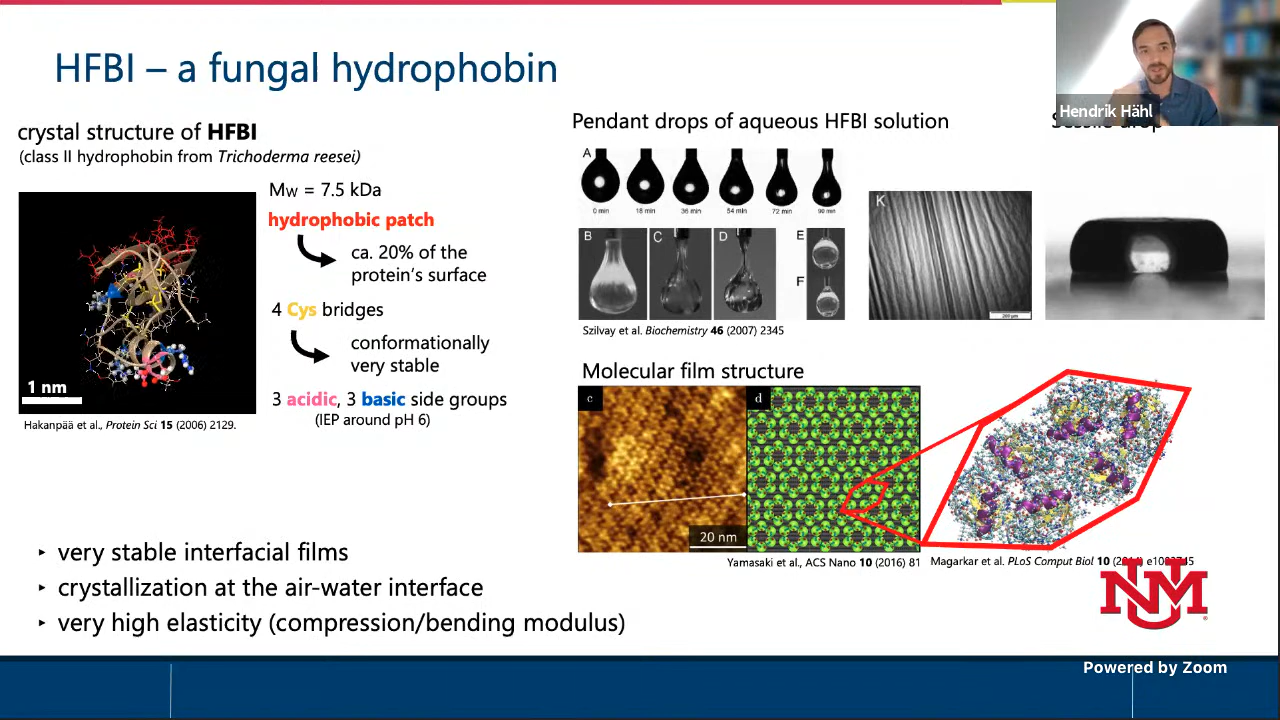 HFBI – a fungal hydrophobin
Hendrik Hähl
crystal structure of HFBI
(class II hydrophobin from Trichoderma reesei)
Mw = 7.5 kDa
hydrophobic patch
ca. 20% of the
protein's surface
4 Cys bridges
conformationally
very stable
3 acidic, 3 basic side groups
(IEP around pH 6)
1 nm
Hakanpää et al., Protein Sci 15 (2006) 2129.
Pendant drops of aqueous HFBI solution
Sessile drop
A
0 min 18 min 36 min 54 min 72 min 90 min
B C D E
F
K
200 µm
Szilvay et al. Biochemistry 46 (2007) 2345
Molecular film structure
c d
20 nm
Yamasaki et al., ACS Nano 10 (2016) 81
Magarkar et al. PLoS Comput Biol 10
‣ very stable interfacial films
‣ crystallization at the air-water interface
‣ very high elasticity (compression/bending modulus)
UNM
Powered by Zoom